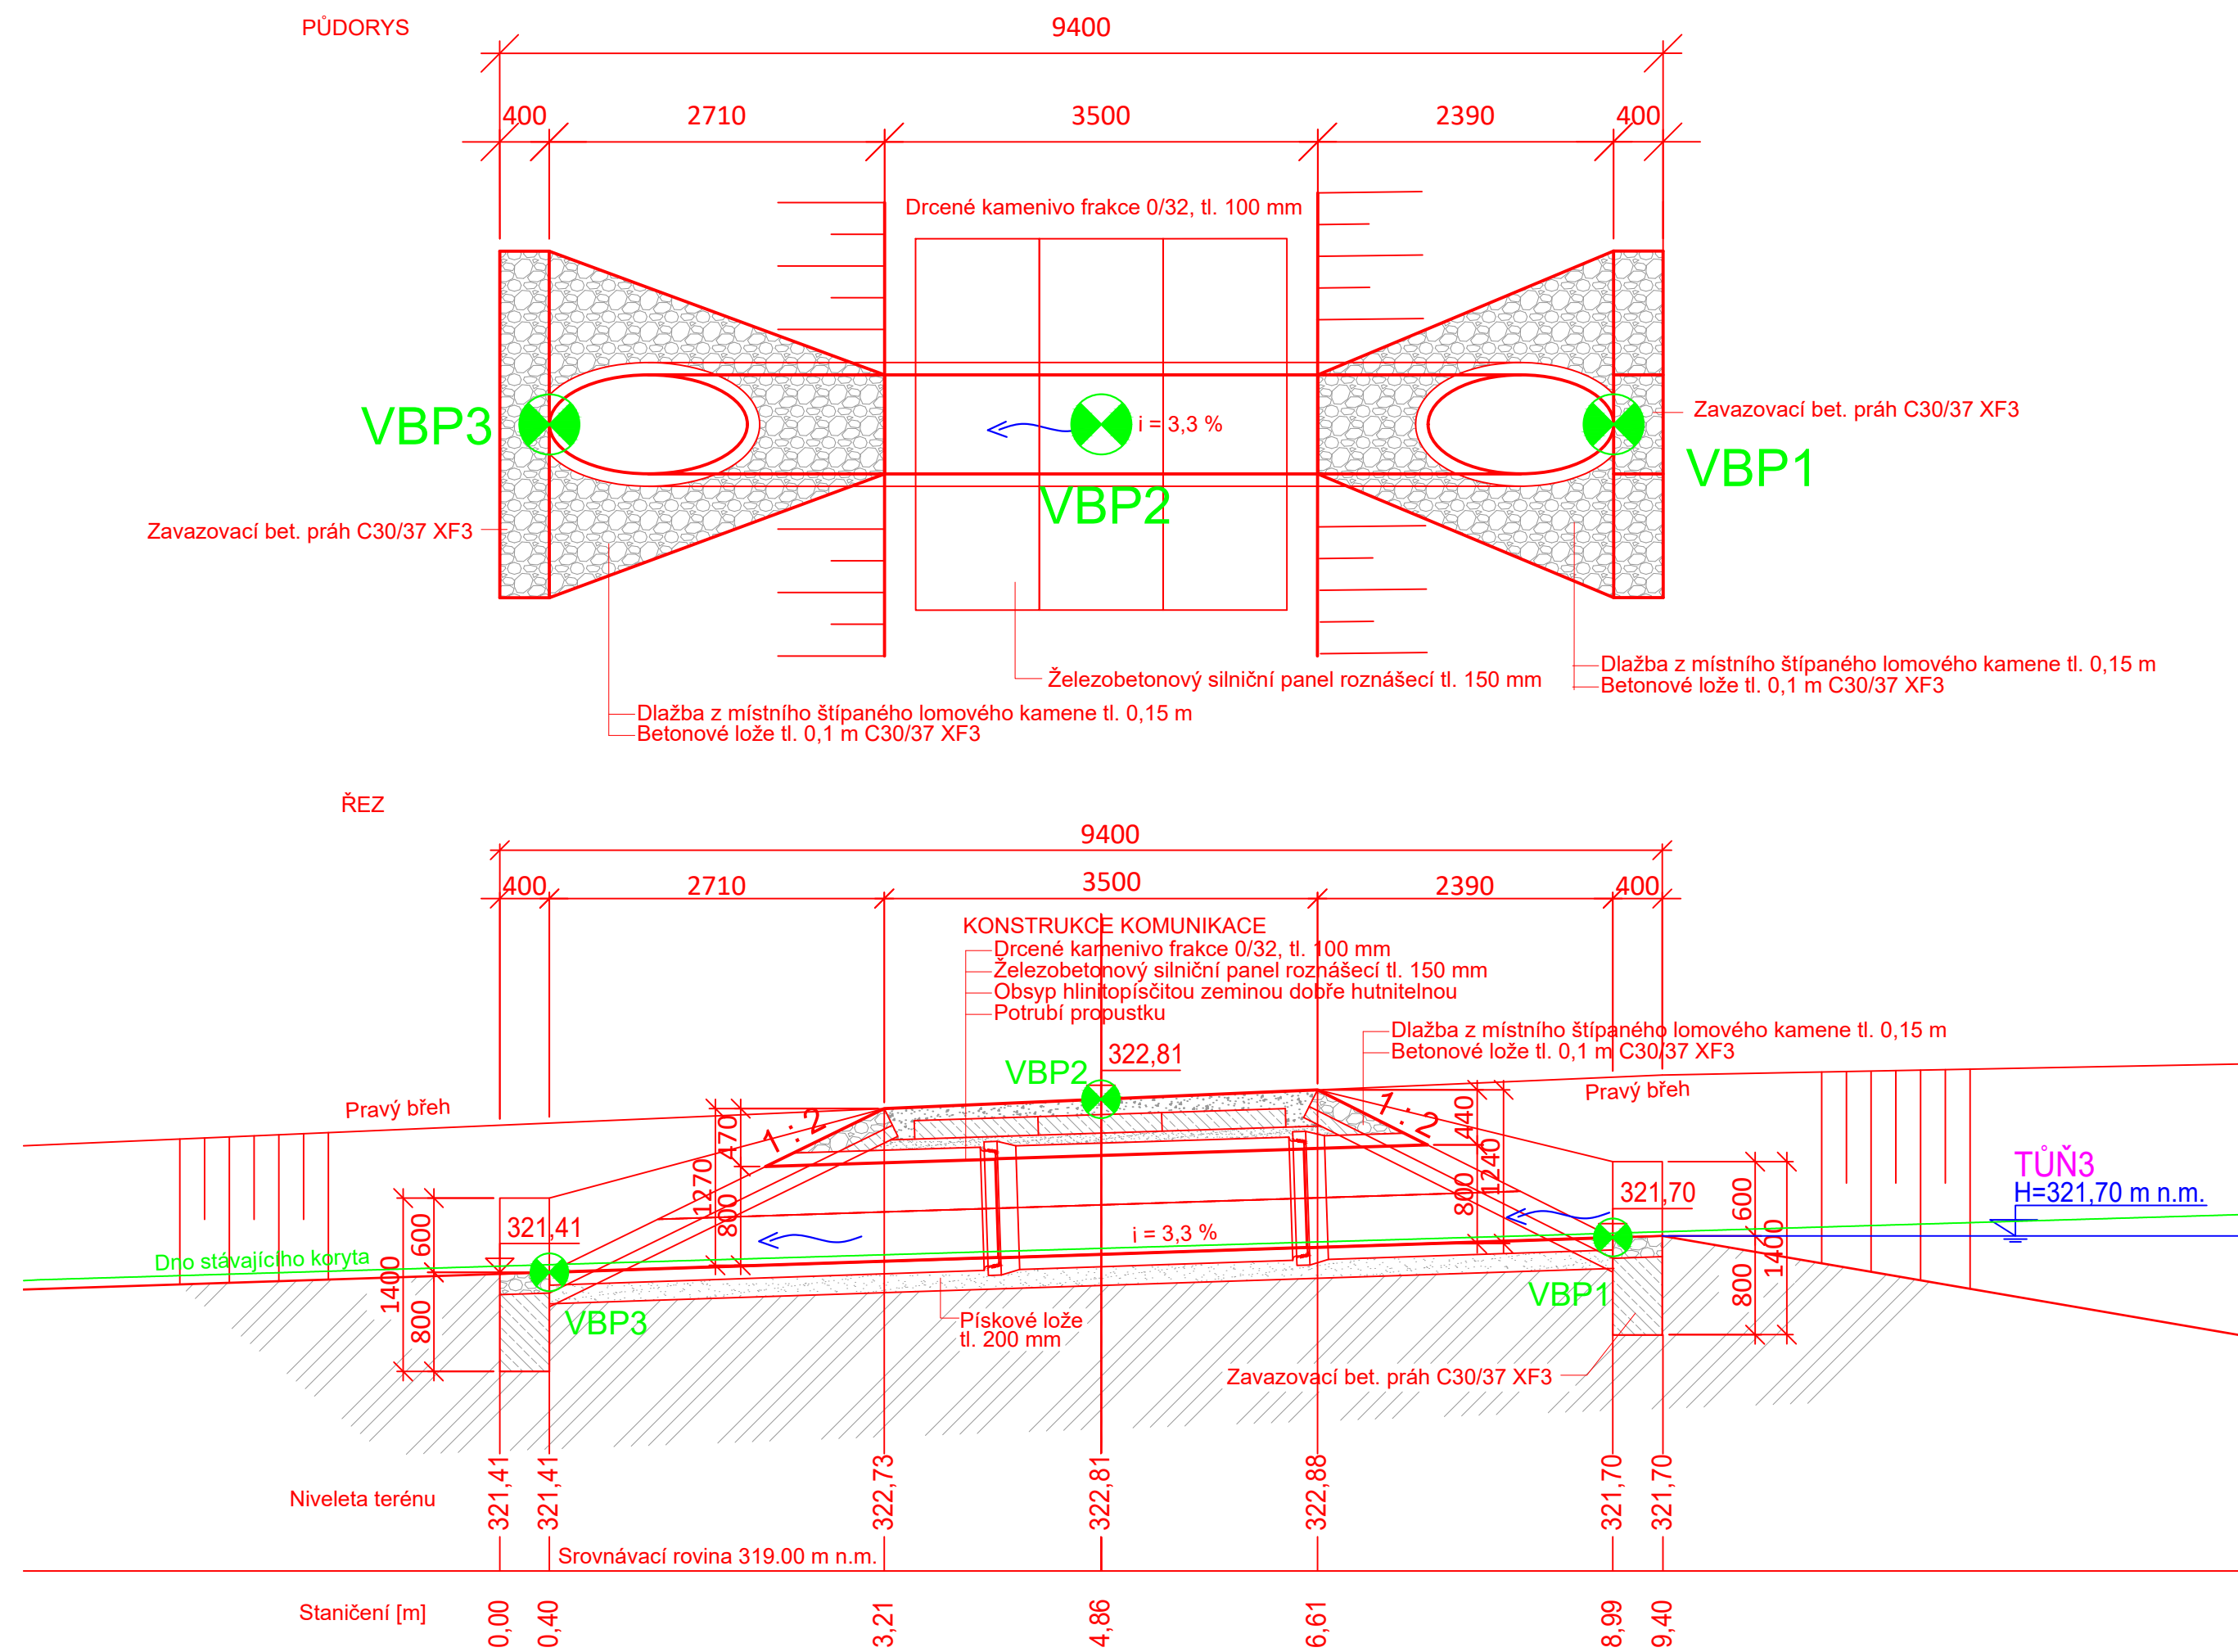 PŮDORYS
9400
400
2710
3500
2390
400
Drcené kamenivo frakce 0/32, tl. 100 mm
VBP3
i = 3,3 %
VBP2
Zavazovací bet. práh C30/37 XF3
VBP1
Zavazovací bet. práh C30/37 XF3
Dlažba z místního štípaného lomového kamene tl. 0,15 m
Betonové lože tl. 0,1 m C30/37 XF3
Železobetonový silniční panel roznášecí tl. 150 mm
Dlažba z místního štípaného lomového kamene tl. 0,15 m
Betonové lože tl. 0,1 m C30/37 XF3
ŘEZ
9400
400
2710
3500
2390
400
KONSTRUKCE KOMUNIKACE
Drcené kamenivo frakce 0/32, tl. 100 mm
Železobetonový silniční panel roznášecí tl. 150 mm
Obsyp hlinitopísčitou zeminou dobře hutnitelnou
Potrubí propustku
Dlažba z místního štípaného lomového kamene tl. 0,15 m
Betonové lože tl. 0,1 m C30/37 XF3
322,81
VBP2
Pravý břeh
Pravý břeh
1 : 2
1 : 2
470
1270
800
440
1240
800
TŮŇ3
H=321,70 m n.m.
321,41
321,70
600
1400
800
600
1400
800
Dno stávajícího koryta
i = 3,3 %
VBP3
VBP1
Pískové lože
tl. 200 mm
Zavazovací bet. práh C30/37 XF3
Niveleta terénu
321,41
321,41
322,73
322,81
322,88
321,70
321,70
Srovnávací rovina 319.00 m n.m.
Staničení [m]
0,00
0,40
3,21
4,86
6,61
8,99
9,40